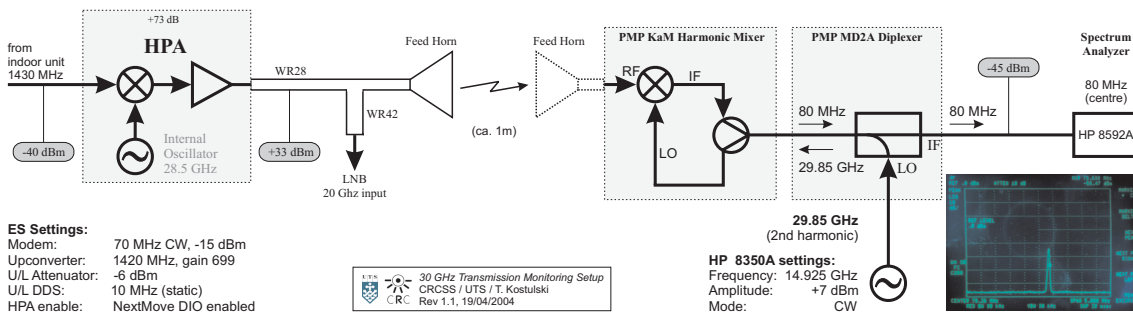 +73 dB
HPA
from
indoor unit
1430 MHz
-40 dBm
Internal
Oscillator
28.5 GHz
WR28
+33 dBm
WR42
LNB
20 Ghz input
Feed Horn
(ca. 1m)
Feed Horn
PMP KaM Harmonic Mixer
RF
IF
LO
PMP MD2A Diplexer
80 MHz
29.85 GHz
80 MHz
IF
LO
-45 dBm
Spectrum
Analyzer
80 MHz
(centre)
HP 8592A
29.85 GHz
(2nd harmonic)
HP 8350A settings:
Frequency: 14.925 GHz
Amplitude: +7 dBm
Mode: CW
ES Settings:
Modem: 70 MHz CW, -15 dBm
Upconverter: 1420 MHz, gain 699
U/L Attenuator: -6 dBm
U/L DDS: 10 MHz (static)
HPA enable: NextMove DIO enabled
UTS
CRC
30 GHz Transmission Monitoring Setup
CRCSS / UTS / T. Kostulski
Rev 1.1, 19/04/2004